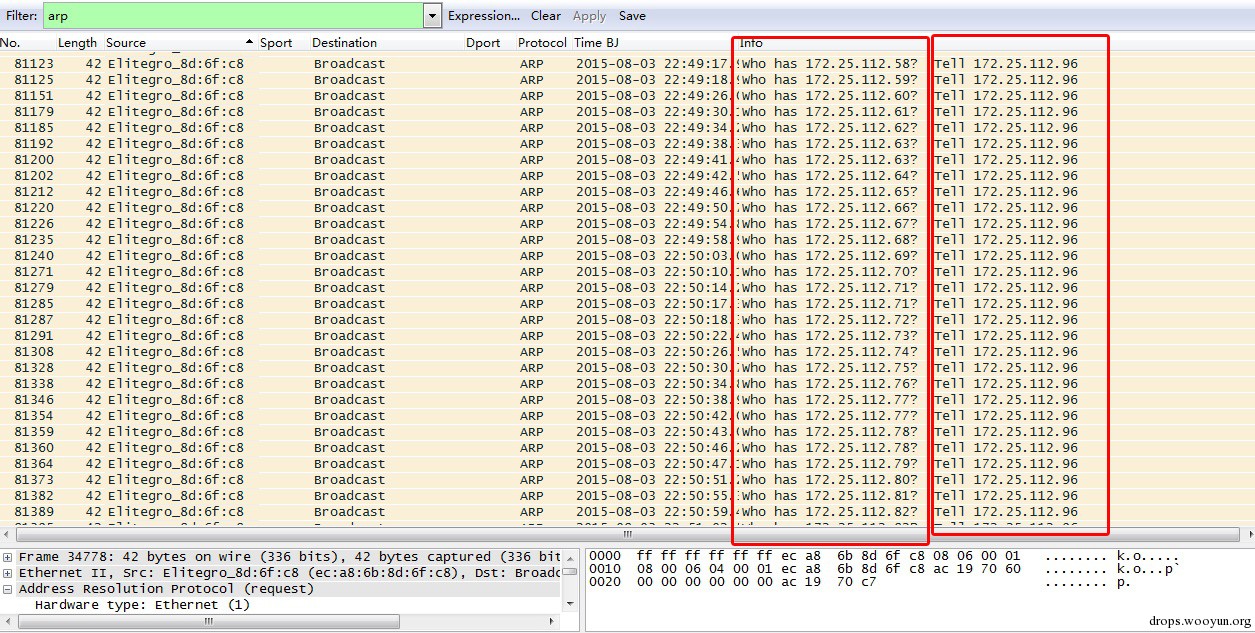 Filter: arp Expression... Clear Apply Save
No. Length Source Sport Destination Dport Protocol Time BJ Info
81123 42 Elitegro_8d:6f:c8 Broadcast ARP 2015-08-03 22:49:17. Who has 172.25.112.58? Tell 172.25.112.96
81125 42 Elitegro_8d:6f:c8 Broadcast ARP 2015-08-03 22:49:18. Who has 172.25.112.59? Tell 172.25.112.96
81151 42 Elitegro_8d:6f:c8 Broadcast ARP 2015-08-03 22:49:26. Who has 172.25.112.60? Tell 172.25.112.96
81179 42 Elitegro_8d:6f:c8 Broadcast ARP 2015-08-03 22:49:30. Who has 172.25.112.61? Tell 172.25.112.96
81185 42 Elitegro_8d:6f:c8 Broadcast ARP 2015-08-03 22:49:34. Who has 172.25.112.62? Tell 172.25.112.96
81192 42 Elitegro_8d:6f:c8 Broadcast ARP 2015-08-03 22:49:38. Who has 172.25.112.63? Tell 172.25.112.96
81200 42 Elitegro_8d:6f:c8 Broadcast ARP 2015-08-03 22:49:41. Who has 172.25.112.63? Tell 172.25.112.96
81202 42 Elitegro_8d:6f:c8 Broadcast ARP 2015-08-03 22:49:42. Who has 172.25.112.64? Tell 172.25.112.96
81212 42 Elitegro_8d:6f:c8 Broadcast ARP 2015-08-03 22:49:46. Who has 172.25.112.65? Tell 172.25.112.96
81220 42 Elitegro_8d:6f:c8 Broadcast ARP 2015-08-03 22:49:50. Who has 172.25.112.66? Tell 172.25.112.96
81226 42 Elitegro_8d:6f:c8 Broadcast ARP 2015-08-03 22:49:54. Who has 172.25.112.67? Tell 172.25.112.96
81235 42 Elitegro_8d:6f:c8 Broadcast ARP 2015-08-03 22:49:58. Who has 172.25.112.68? Tell 172.25.112.96
81240 42 Elitegro_8d:6f:c8 Broadcast ARP 2015-08-03 22:50:03. Who has 172.25.112.69? Tell 172.25.112.96
81271 42 Elitegro_8d:6f:c8 Broadcast ARP 2015-08-03 22:50:10. Who has 172.25.112.70? Tell 172.25.112.96
81279 42 Elitegro_8d:6f:c8 Broadcast ARP 2015-08-03 22:50:14. Who has 172.25.112.71? Tell 172.25.112.96
81285 42 Elitegro_8d:6f:c8 Broadcast ARP 2015-08-03 22:50:17. Who has 172.25.112.71? Tell 172.25.112.96
81287 42 Elitegro_8d:6f:c8 Broadcast ARP 2015-08-03 22:50:18. Who has 172.25.112.72? Tell 172.25.112.96
81291 42 Elitegro_8d:6f:c8 Broadcast ARP 2015-08-03 22:50:22. Who has 172.25.112.73? Tell 172.25.112.96
81308 42 Elitegro_8d:6f:c8 Broadcast ARP 2015-08-03 22:50:26. Who has 172.25.112.74? Tell 172.25.112.96
81328 42 Elitegro_8d:6f:c8 Broadcast ARP 2015-08-03 22:50:30. Who has 172.25.112.75? Tell 172.25.112.96
81338 42 Elitegro_8d:6f:c8 Broadcast ARP 2015-08-03 22:50:34. Who has 172.25.112.76? Tell 172.25.112.96
81346 42 Elitegro_8d:6f:c8 Broadcast ARP 2015-08-03 22:50:38. Who has 172.25.112.77? Tell 172.25.112.96
81354 42 Elitegro_8d:6f:c8 Broadcast ARP 2015-08-03 22:50:42. Who has 172.25.112.77? Tell 172.25.112.96
81359 42 Elitegro_8d:6f:c8 Broadcast ARP 2015-08-03 22:50:43. Who has 172.25.112.78? Tell 172.25.112.96
81360 42 Elitegro_8d:6f:c8 Broadcast ARP 2015-08-03 22:50:46. Who has 172.25.112.78? Tell 172.25.112.96
81364 42 Elitegro_8d:6f:c8 Broadcast ARP 2015-08-03 22:50:47. Who has 172.25.112.79? Tell 172.25.112.96
81373 42 Elitegro_8d:6f:c8 Broadcast ARP 2015-08-03 22:50:51. Who has 172.25.112.80? Tell 172.25.112.96
81382 42 Elitegro_8d:6f:c8 Broadcast ARP 2015-08-03 22:50:55. Who has 172.25.112.81? Tell 172.25.112.96
81389 42 Elitegro_8d:6f:c8 Broadcast ARP 2015-08-03 22:50:59. Who has 172.25.112.82? Tell 172.25.112.96
Frame 34778: 42 bytes on wire (336 bits), 42 bytes captured (336 bit
Ethernet II, Src: Elitegro_8d:6f:c8 (ec:a8:6b:8d:6f:c8), Dst: Broadc
Address Resolution Protocol (request)
Hardware type: Ethernet (1)
0000 ff ff ff ff ff ff ec a8 6b 8d 6f c8 08 06 00 01 ........ k.o.....
0010 08 00 06 04 00 01 ec a8 6b 8d 6f c8 ac 19 70 60 ........ k.o...p`
0020 00 00 00 00 00 00 ac 19 70 c7 ........ p.
drops.wooyun.org